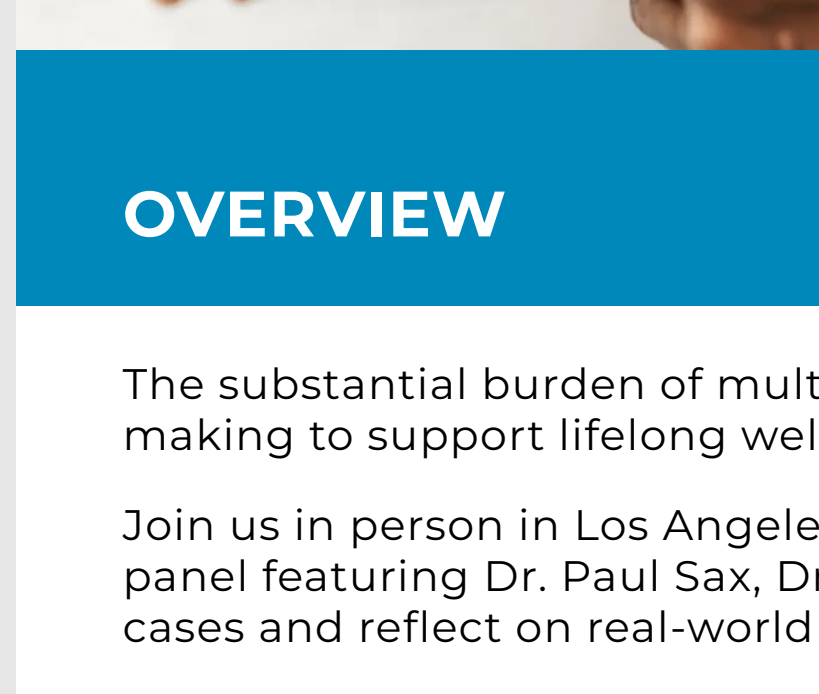 OVERVIEW
The substantial burden of mult
making to support lifelong wel
Join us in person in Los Angele
panel featuring Dr. Paul Sax, Dr
cases and reflect on real-world